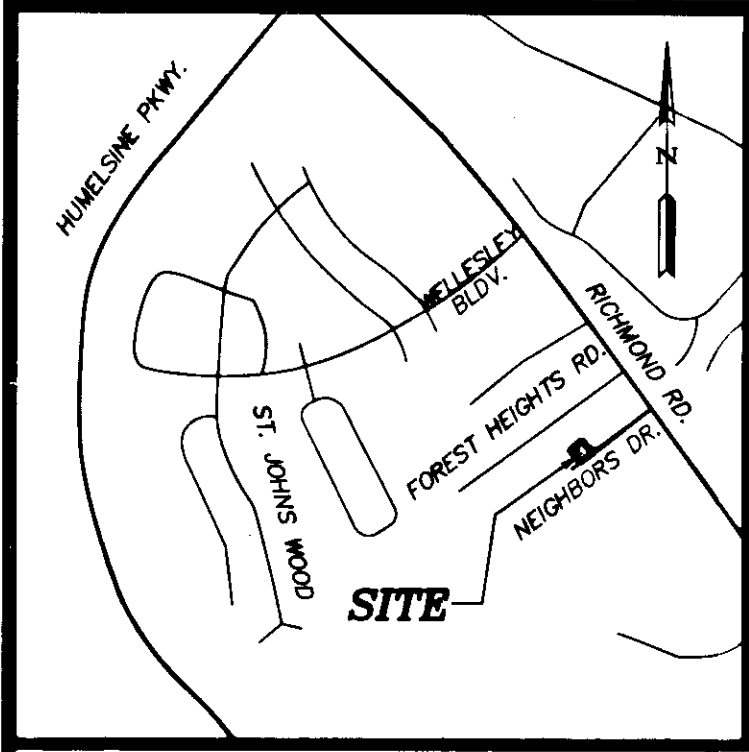 HUMELSINE PKWY.
N
WELLESLEY
BLDV.
RICHMOND RD.
FOREST HEIGHTS RD.
NEIGHBORS DR.
ST. JOHNS WOOD
SITE